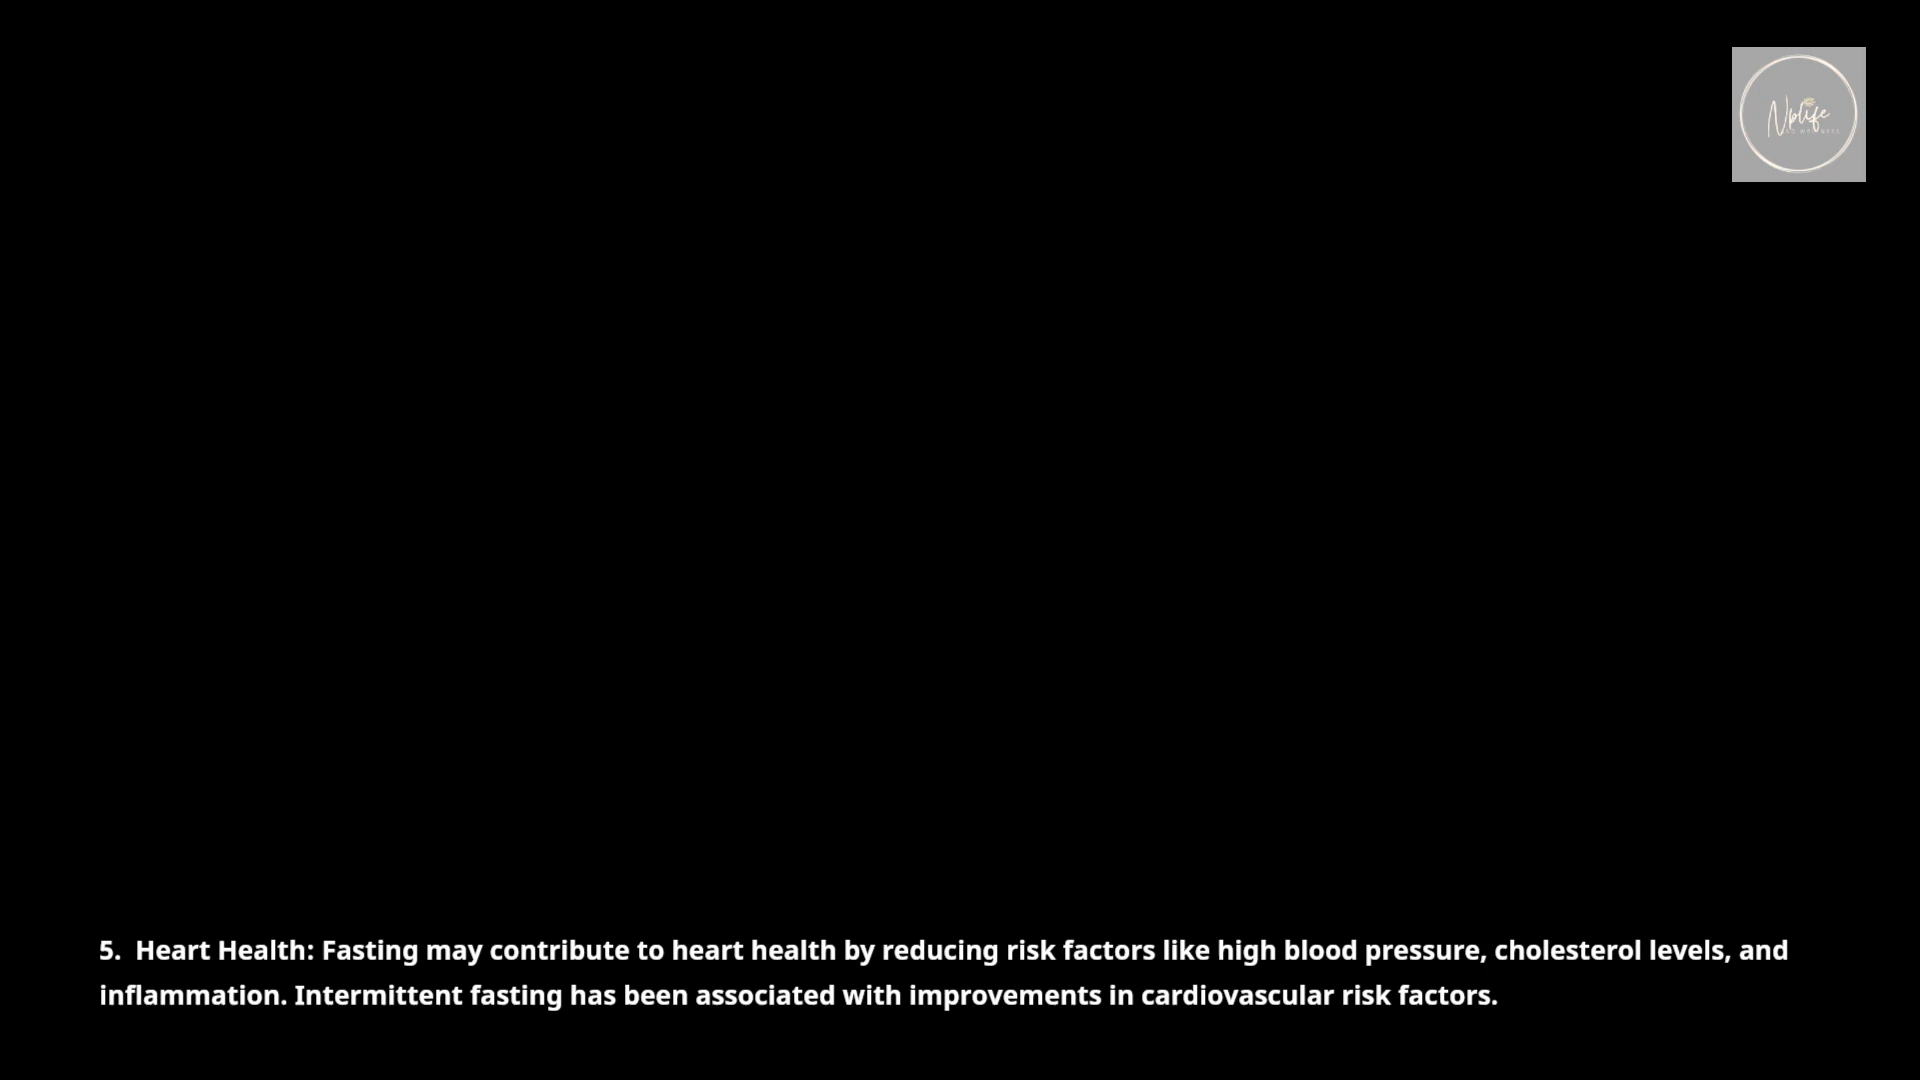 Nplife
5. Heart Health: Fasting may contribute to heart health by reducing risk factors like high blood pressure, cholesterol levels, and
inflammation. Intermittent fasting has been associated with improvements in cardiovascular risk factors.